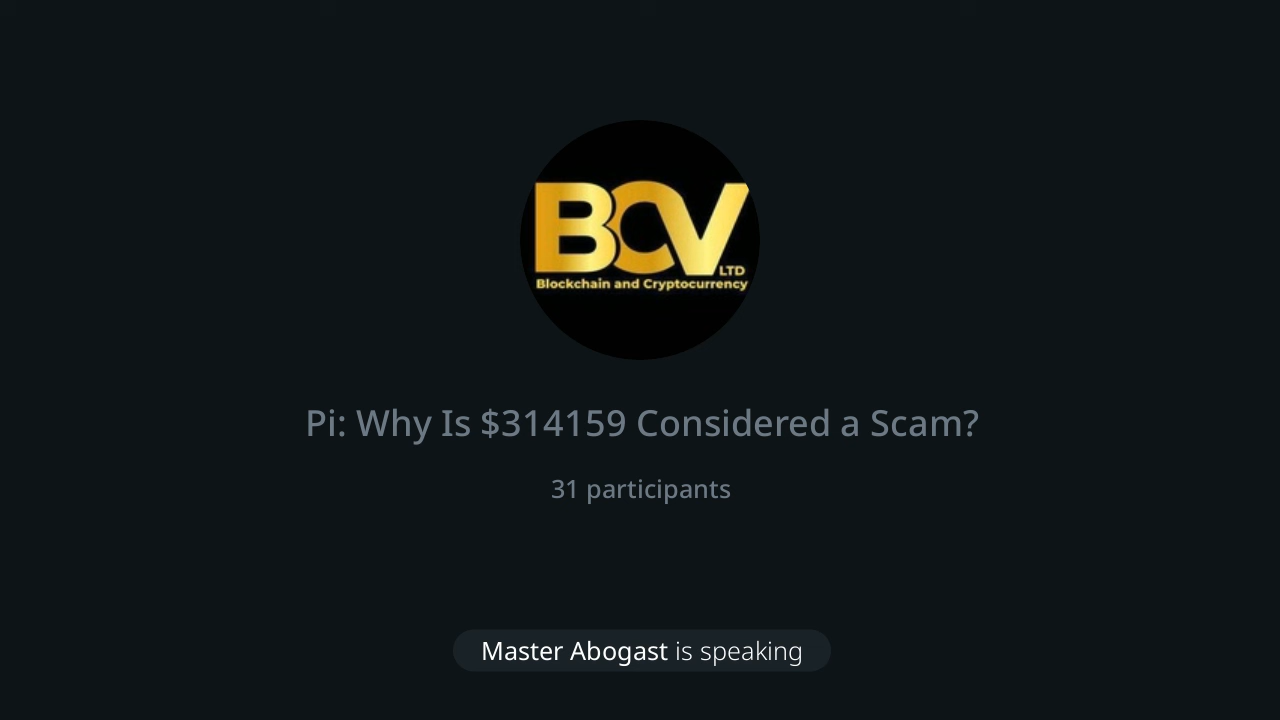 BCV
LTD
Blockchain and Cryptocurrency
Pi: Why Is $314159 Considered a Scam?
31 participants
Master Abogast is speaking